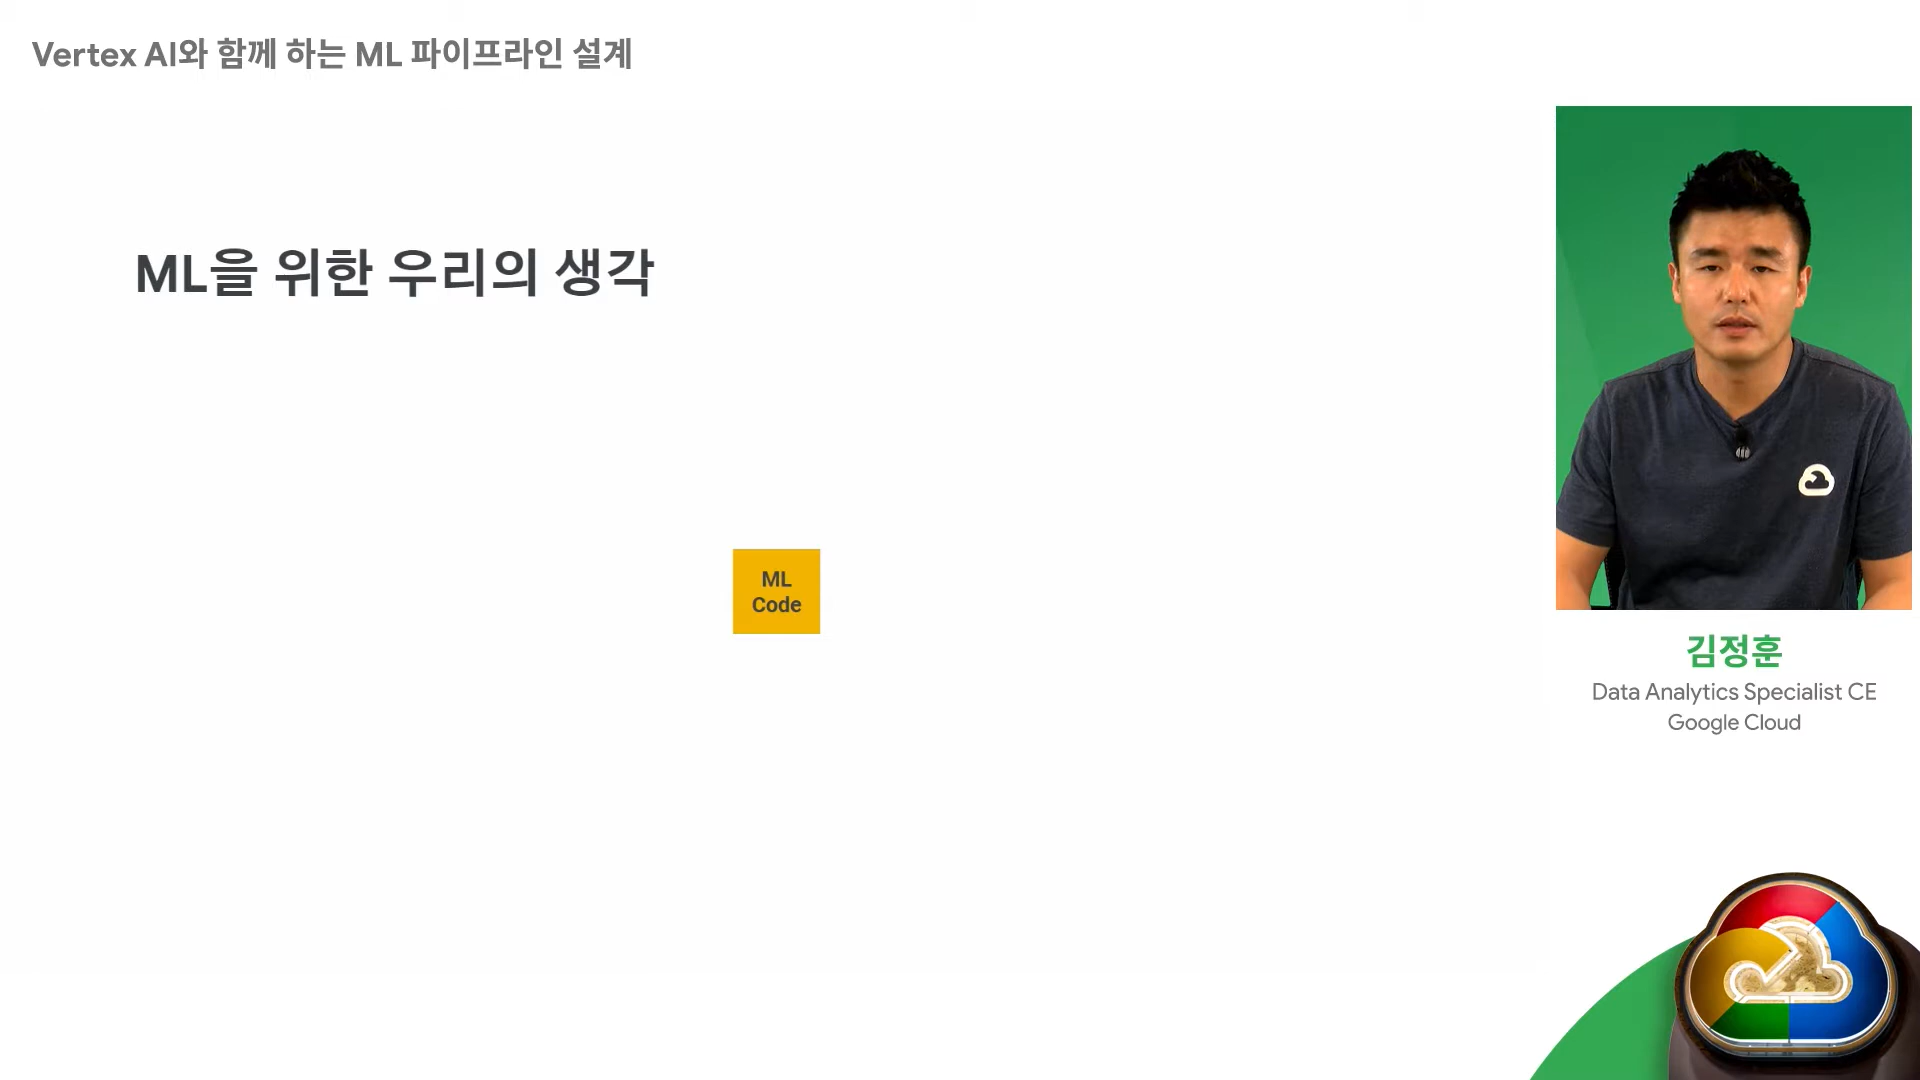 Vertex AI와 함께 하는 ML 파이프라인 설계
ML을 위한 우리의 생각
ML
Code
김정훈
Data Analytics Specialist CE
Google Cloud